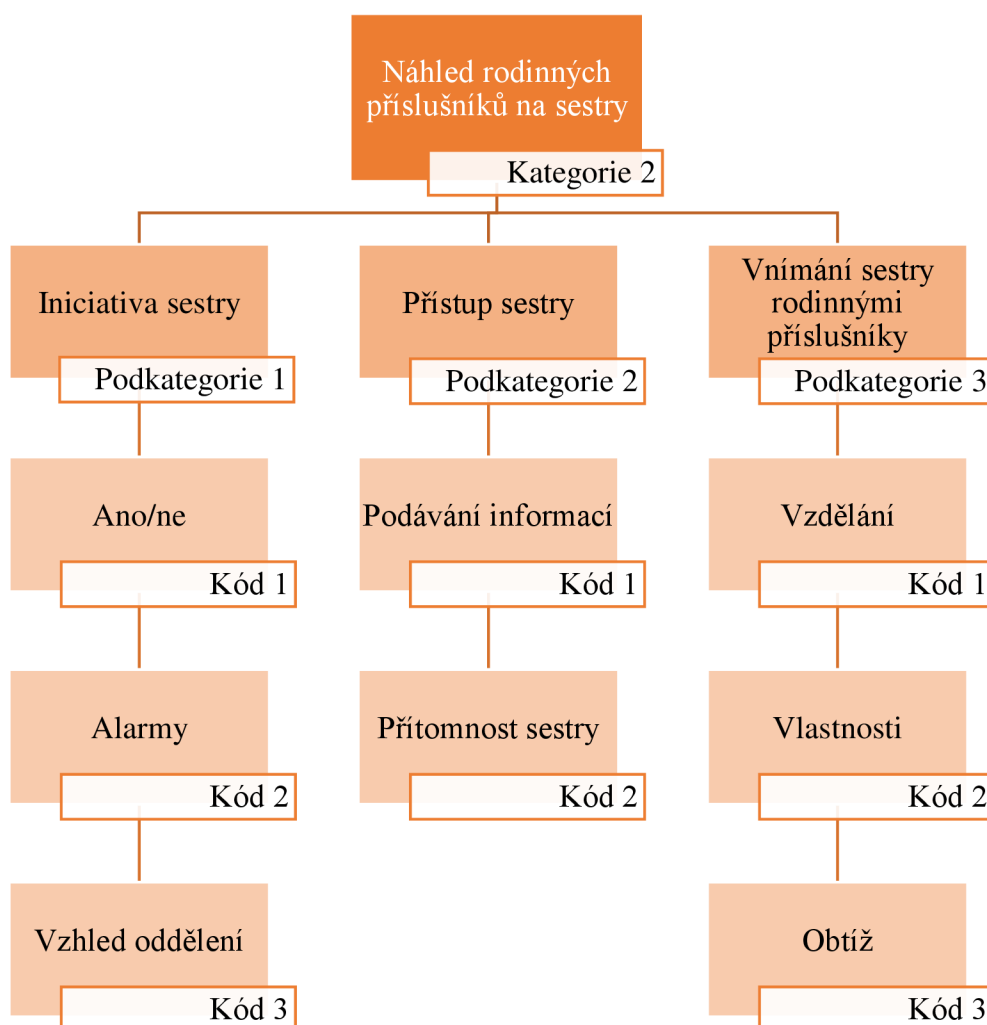 Náhled rodinných
příslušníků na sestry
Kategorie 2
Iniciativa sestry
Podkategorie 1
Přístup sestry
Podkategorie 2
Vnímání sestry
rodinnými
příslušníky
Podkategorie 3
Ano/ne
Kód 1
Podávání informací
Kód 1
Vzdělání
Kód 1
Alarmy
Kód 2
Přítomnost sestry
Kód 2
Vlastnosti
Kód 2
Vzhled oddělení
Kód 3
Obtíž
Kód 3